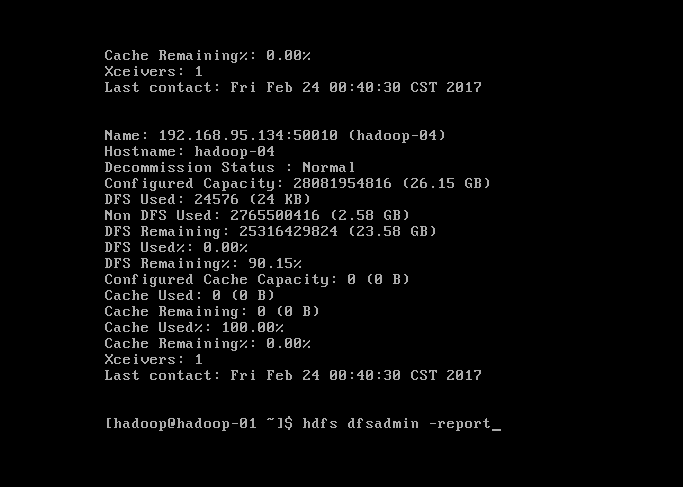 Cache Remaining%: 0.00%
Xceivers: 1
Last contact: Fri Feb 24 00:40:30 CST 2017
Name: 192.168.95.134:50010 (hadoop-04)
Hostname: hadoop-04
Decommission Status : Normal
Configured Capacity: 28081954816 (26.15 GB)
DFS Used: 24576 (24 KB)
Non DFS Used: 2765500416 (2.58 GB)
DFS Remaining: 25316429824 (23.58 GB)
DFS Used%: 0.00%
DFS Remaining%: 90.15%
Configured Cache Capacity: 0 (0 B)
Cache Used: 0 (0 B)
Cache Remaining: 0 (0 B)
Cache Used%: 100.00%
Cache Remaining%: 0.00%
Xceivers: 1
Last contact: Fri Feb 24 00:40:30 CST 2017
[hadoop@hadoop-01 ~]$ hdfs dfsadmin -report_